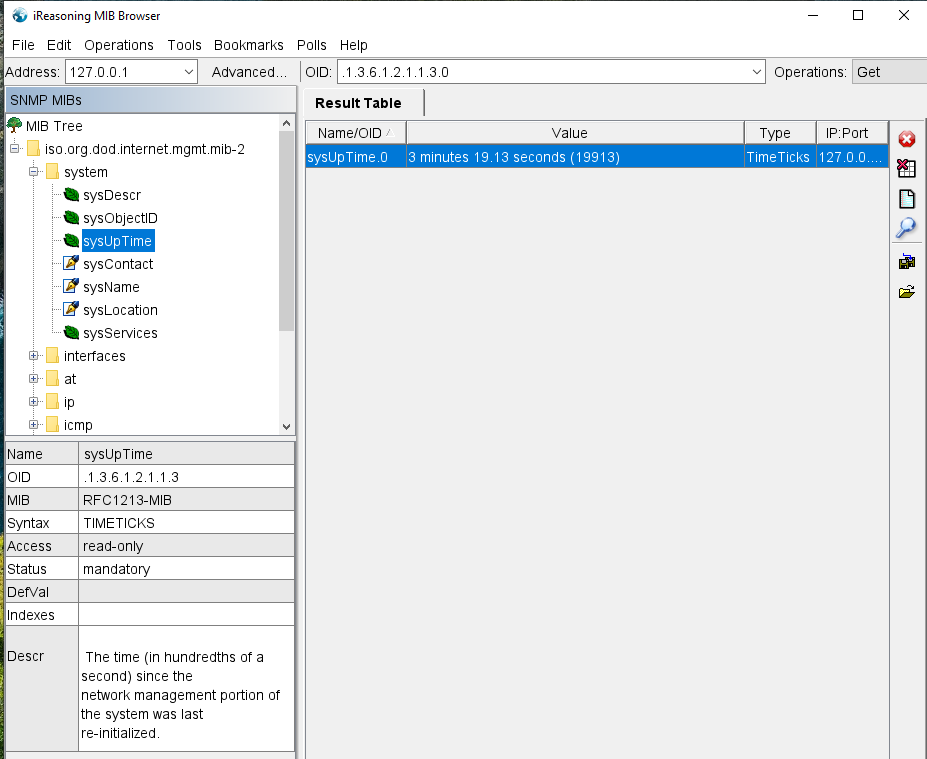 iReasoning MIB Browser
File Edit Operations Tools Bookmarks Polls Help
Address: 127.0.0.1 Advanced... OID: .1.3.6.1.2.1.1.3.0 Operations: Get
SNMP MIBs
MIB Tree
iso.org.dod.internet.mgmt.mib-2
system
sysDescr
sysObjectID
sysUpTime
sysContact
sysName
sysLocation
sysServices
interfaces
at
ip
icmp
Name sysUpTime
OID .1.3.6.1.2.1.1.3
MIB RFC1213-MIB
Syntax TIMETICKS
Access read-only
Status mandatory
DefVal
Indexes
Descr The time (in hundredths of a
second) since the
network management portion of
the system was last
re-initialized.
Result Table
Name/OID Value Type IP:Port
sysUpTime.0 3 minutes 19.13 seconds (19913) TimeTicks 127.0.0....